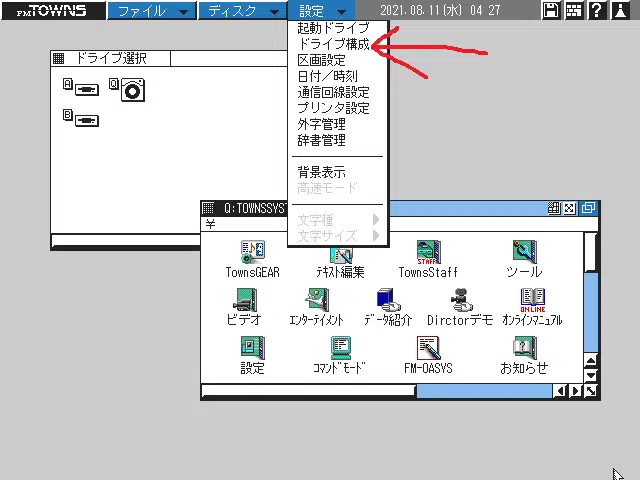 FM TOWNS ファイル ディスク 設定 2021.08.11(水) 04 27
起動ドライブ
ドライブ構成
区画設定
日付／時刻
通信回線設定
プリンタ設定
外字管理
辞書管理
背景表示
高速モード
文字種
文字サイズ
ドライブ選択
A
Q
B
Q:TOWNSSYST
¥
TownsGEAR テキスト編集 TownsStaff ツール
ビデオ エンターテイメント データ紹介 Dirctorデモ オンラインマニュアル
設定 コマンドモード FM-OASYS お知らせ
STAFF
ON LINE